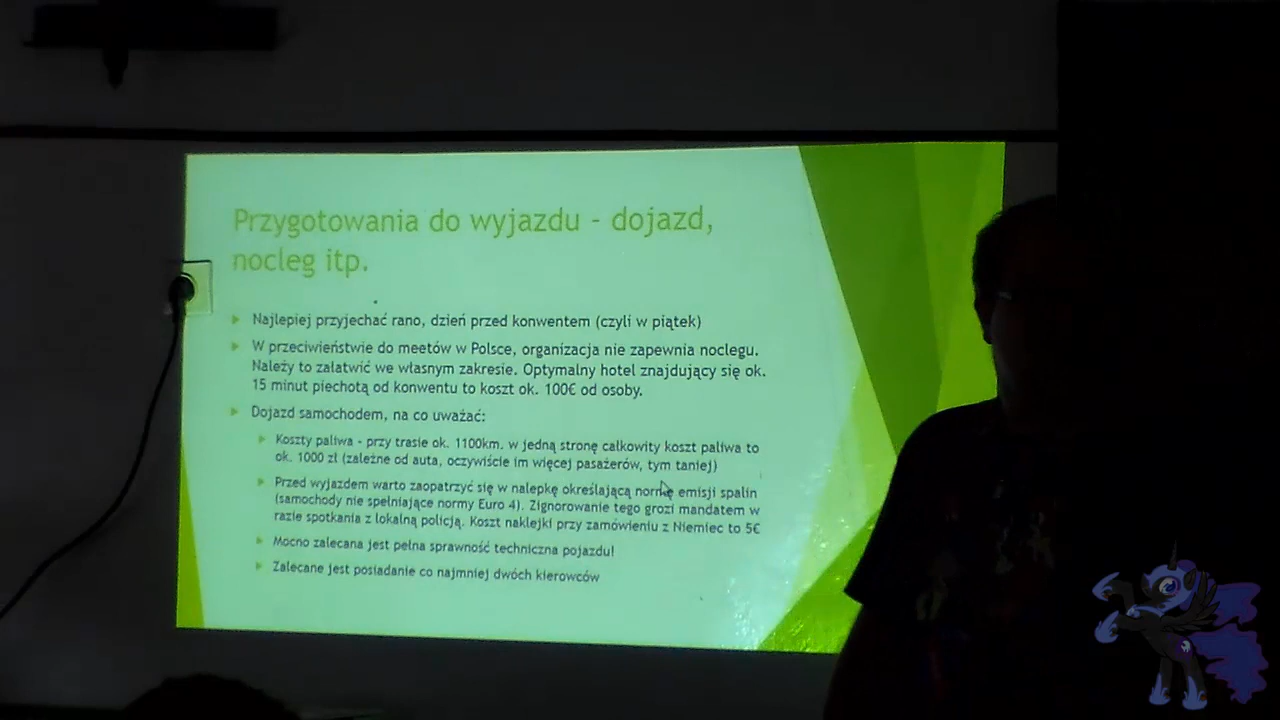 Przygotowania do wyjazdu - dojazd,
nocleg itp.
Najlepiej przyjechać rano, dzień przed konwentem (czyli w piątek)
W przeciwieństwie do meetów w Polsce, organizacja nie zapewnia noclegu.
Należy to załatwić we własnym zakresie. Optymalny hotel znajdujący się ok.
15 minut piechotą od konwentu to koszt ok. 100€ od osoby.
Dojazd samochodem, na co uważać:
Koszty paliwa - przy trasie ok. 1100km. w jedną stronę całkowity koszt paliwa to
ok. 1000 zł (zależne od auta, oczywiście im więcej pasażerów, tym taniej)
Przed wyjazdem warto zaopatrzyć się w nalepkę określającą normę emisji spalin
(samochody nie spełniające normy Euro 4). Zignorowanie tego grozi mandatem w
razie spotkania z lokalną policją. Koszt naklejki przy zamówieniu z Niemiec to 5€
Mocno zalecana jest pełna sprawność techniczna pojazdu!
Zalecane jest posiadanie co najmniej dwóch kierowców